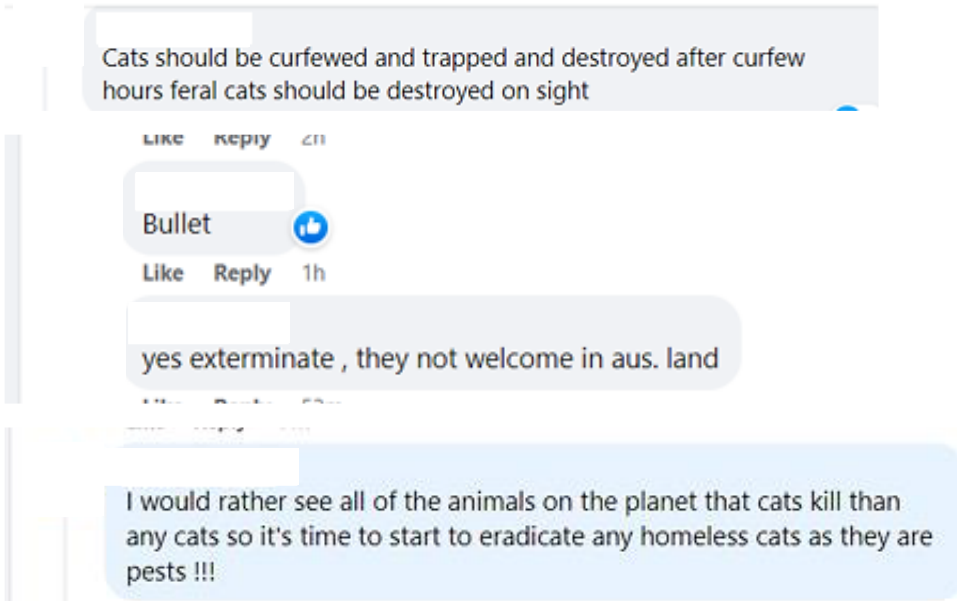 Cats should be curfewed and trapped and destroyed after curfew
hours feral cats should be destroyed on sight
Like Reply 2h
Bullet
Like Reply 1h
yes exterminate , they not welcome in aus. land
I would rather see all of the animals on the planet that cats kill than
any cats so it's time to start to eradicate any homeless cats as they are
pests !!!